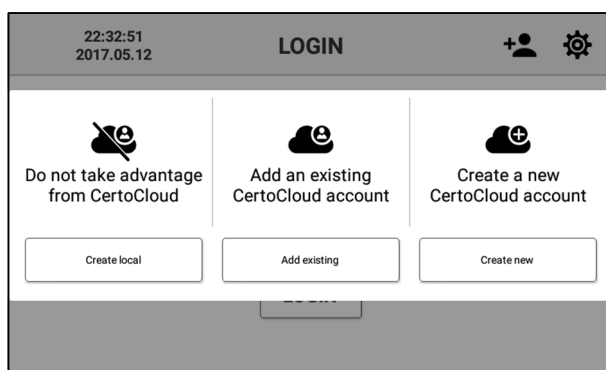 22:32:51
2017.05.12
LOGIN
Do not take advantage
from CertoCloud
Add an existing
CertoCloud account
Create a new
CertoCloud account
Create local
Add existing
Create new
LOGIN